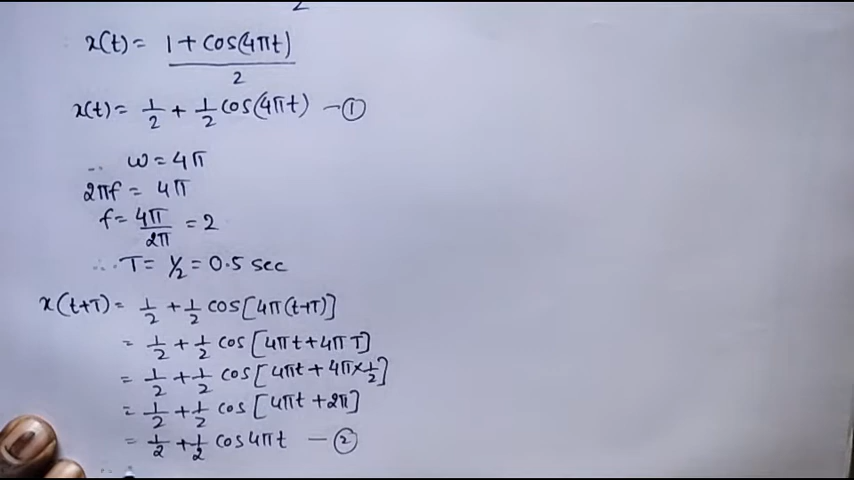 2
x(t) = 1 + cos(4πt) / 2
x(t) = 1/2 + 1/2 cos(4πt) — ①
∴ ω = 4π
2πf = 4π
f = 4π/2π = 2
∴ T = 1/2 = 0.5 sec
x(t+T) = 1/2 + 1/2 cos[4π(t+T)]
= 1/2 + 1/2 cos[4πt + 4πT]
= 1/2 + 1/2 cos[4πt + 4π×1/2]
= 1/2 + 1/2 cos[4πt + 2π]
= 1/2 + 1/2 cos4πt — ②